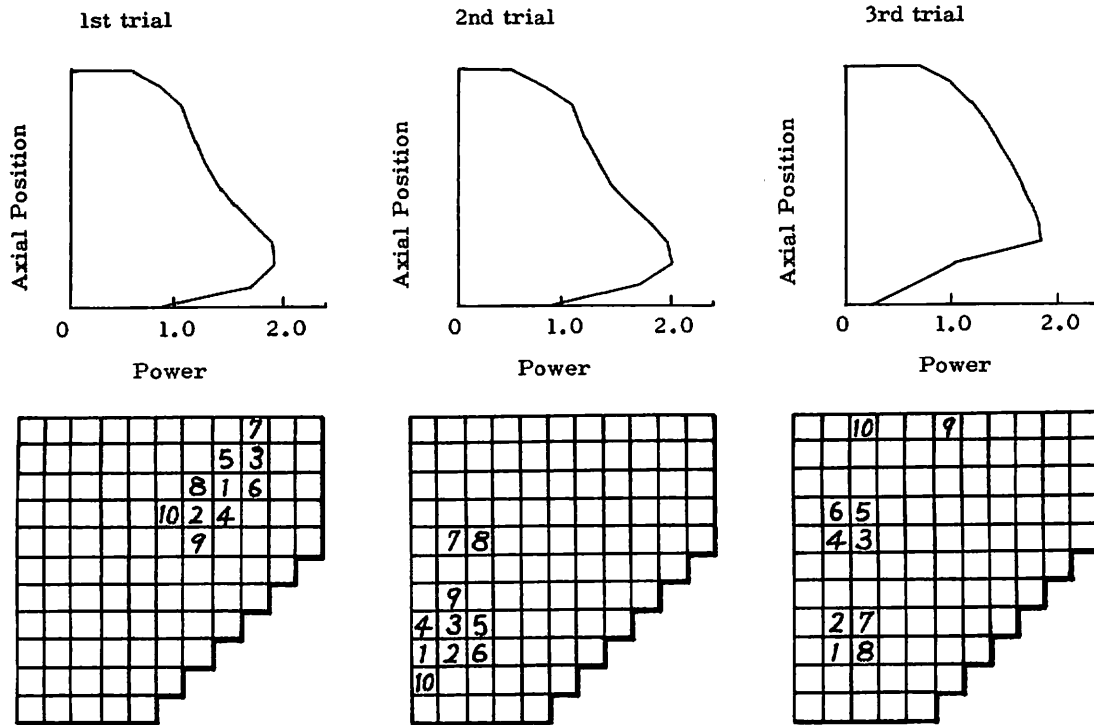 1st trial
2nd trial
3rd trial
Axial Position
Axial Position
Axial Position
0 1.0 2.0
0 1.0 2.0
0 1.0 2.0
Power
Power
Power
7
5 3
8 1 6
10 2 4
9
7 8
9
4 3 5
1 2 6
10
10 9
6 5
4 3
2 7
1 8